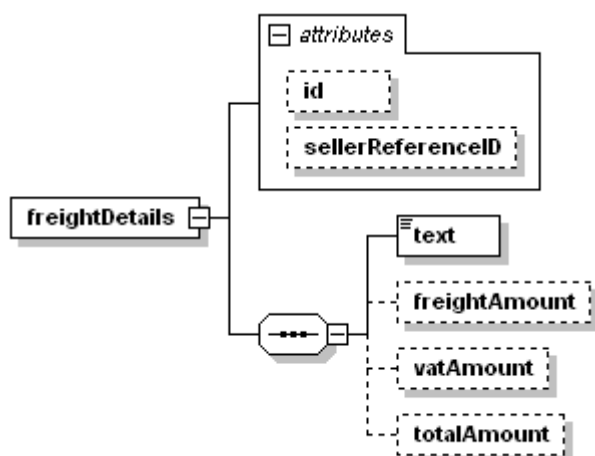 attributes
id
sellerReferenceID
freightDetails
text
freightAmount
vatAmount
totalAmount